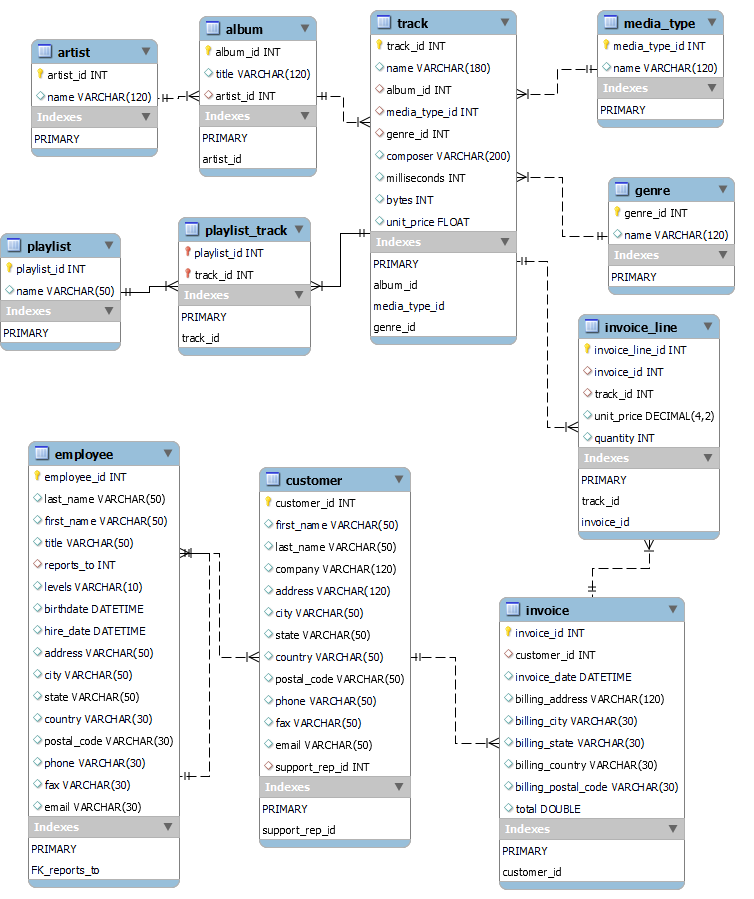 artist
artist_id INT
name VARCHAR(120)
Indexes
PRIMARY
album
album_id INT
title VARCHAR(120)
artist_id INT
Indexes
PRIMARY
artist_id
track
track_id INT
name VARCHAR(180)
album_id INT
media_type_id INT
genre_id INT
composer VARCHAR(200)
milliseconds INT
bytes INT
unit_price FLOAT
Indexes
PRIMARY
album_id
media_type_id
genre_id
media_type
media_type_id INT
name VARCHAR(120)
Indexes
PRIMARY
genre
genre_id INT
name VARCHAR(120)
Indexes
PRIMARY
playlist
playlist_id INT
name VARCHAR(50)
Indexes
PRIMARY
playlist_track
playlist_id INT
track_id INT
Indexes
PRIMARY
track_id
invoice_line
invoice_line_id INT
invoice_id INT
track_id INT
unit_price DECIMAL(4,2)
quantity INT
Indexes
PRIMARY
track_id
invoice_id
employee
employee_id INT
last_name VARCHAR(50)
first_name VARCHAR(50)
title VARCHAR(50)
reports_to INT
levels VARCHAR(10)
birthdate DATETIME
hire_date DATETIME
address VARCHAR(50)
city VARCHAR(50)
state VARCHAR(50)
country VARCHAR(30)
postal_code VARCHAR(30)
phone VARCHAR(30)
fax VARCHAR(30)
email VARCHAR(30)
Indexes
PRIMARY
FK_reports_to
customer
customer_id INT
first_name VARCHAR(50)
last_name VARCHAR(50)
company VARCHAR(120)
address VARCHAR(120)
city VARCHAR(50)
state VARCHAR(50)
country VARCHAR(50)
postal_code VARCHAR(50)
phone VARCHAR(50)
fax VARCHAR(50)
email VARCHAR(50)
support_rep_id INT
Indexes
PRIMARY
support_rep_id
invoice
invoice_id INT
customer_id INT
invoice_date DATETIME
billing_address VARCHAR(120)
billing_city VARCHAR(30)
billing_state VARCHAR(30)
billing_country VARCHAR(30)
billing_postal_code VARCHAR(30)
total DOUBLE
Indexes
PRIMARY
customer_id